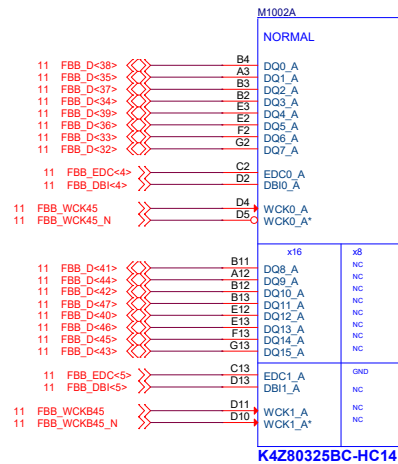 M1002A
NORMAL
11 FBB_D<38> B4 DQ0_A
11 FBB_D<35> A3 DQ1_A
11 FBB_D<37> B3 DQ2_A
11 FBB_D<34> B2 DQ3_A
11 FBB_D<39> E3 DQ4_A
11 FBB_D<36> E2 DQ5_A
11 FBB_D<33> F2 DQ6_A
11 FBB_D<32> G2 DQ7_A
11 FBB_EDC<4> C2 EDC0_A
11 FBB_DBI<4> D2 DBI0_A
11 FBB_WCK45 D4 WCK0_A
11 FBB_WCK45_N D5 WCK0_A*
x16 x8
11 FBB_D<41> B11 DQ8_A NC
11 FBB_D<44> A12 DQ9_A NC
11 FBB_D<42> B12 DQ10_A NC
11 FBB_D<47> B13 DQ11_A NC
11 FBB_D<40> E12 DQ12_A NC
11 FBB_D<46> E13 DQ13_A NC
11 FBB_D<45> F13 DQ14_A NC
11 FBB_D<43> G13 DQ15_A NC
11 FBB_EDC<5> C13 EDC1_A GND
11 FBB_DBI<5> D13 DBI1_A NC
11 FBB_WCKB45 D11 WCK1_A NC
11 FBB_WCKB45_N D10 WCK1_A* NC
K4Z80325BC-HC14